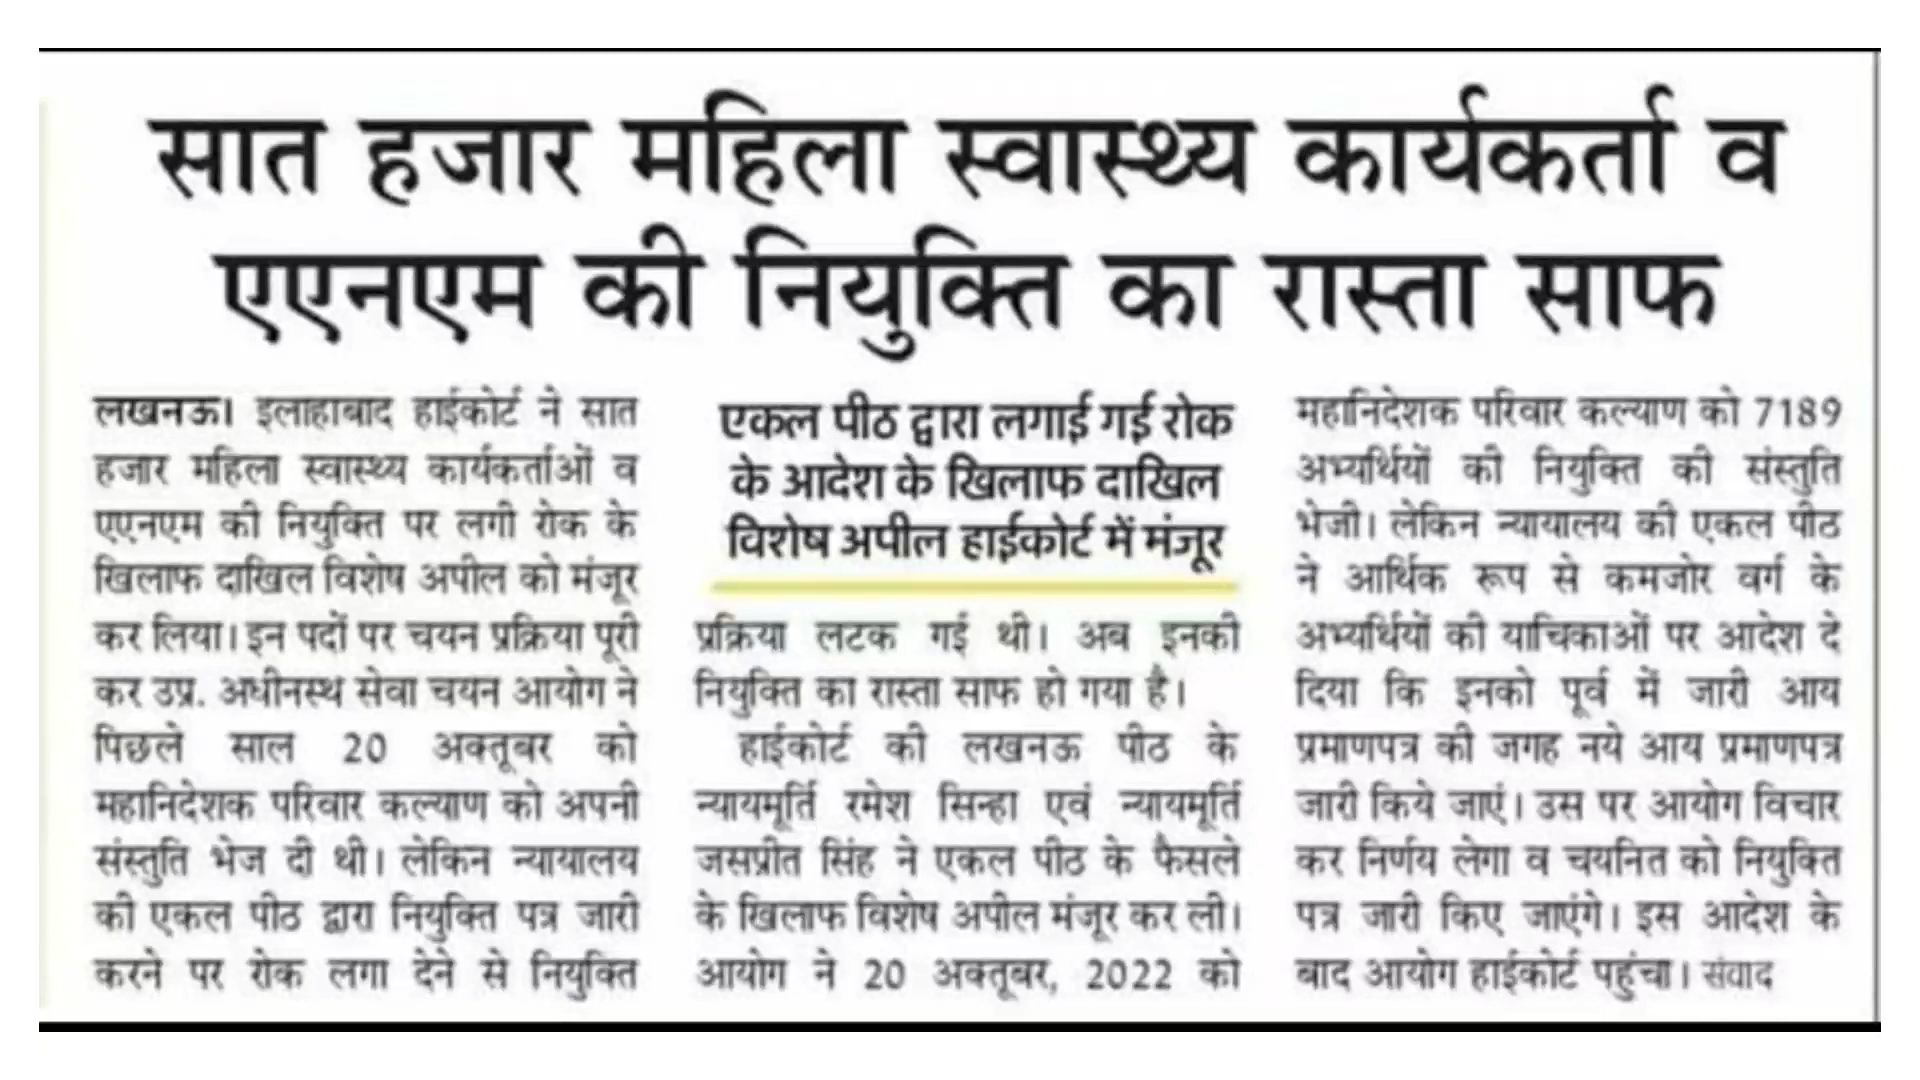 सात हजार महिला स्वास्थ्य कार्यकर्ता व
एएनएम की नियुक्ति का रास्ता साफ
लखनऊ। इलाहाबाद हाईकोर्ट ने सात
हजार महिला स्वास्थ्य कार्यकर्ताओं व
एएनएम की नियुक्ति पर लगी रोक के
खिलाफ दाखिल विशेष अपील को मंजूर
कर लिया। इन पदों पर चयन प्रक्रिया पूरी
कर उप्र. अधीनस्थ सेवा चयन आयोग ने
पिछले साल 20 अक्तूबर को
महानिदेशक परिवार कल्याण को अपनी
संस्तुति भेज दी थी। लेकिन न्यायालय
की एकल पीठ द्वारा नियुक्ति पत्र जारी
करने पर रोक लगा देने से नियुक्ति
एकल पीठ द्वारा लगाई गई रोक
के आदेश के खिलाफ दाखिल
विशेष अपील हाईकोर्ट में मंजूर
प्रक्रिया लटक गई थी। अब इनकी
नियुक्ति का रास्ता साफ हो गया है।
हाईकोर्ट की लखनऊ पीठ के
न्यायमूर्ति रमेश सिन्हा एवं न्यायमूर्ति
जसप्रीत सिंह ने एकल पीठ के फैसले
के खिलाफ विशेष अपील मंजूर कर ली।
आयोग ने 20 अक्तूबर, 2022 को
महानिदेशक परिवार कल्याण को 7189
अभ्यर्थियों की नियुक्ति की संस्तुति
भेजी। लेकिन न्यायालय की एकल पीठ
ने आर्थिक रूप से कमजोर वर्ग के
अभ्यर्थियों की याचिकाओं पर आदेश दे
दिया कि इनको पूर्व में जारी आय
प्रमाणपत्र की जगह नये आय प्रमाणपत्र
जारी किये जाएं। उस पर आयोग विचार
कर निर्णय लेगा व चयनित को नियुक्ति
पत्र जारी किए जाएंगे। इस आदेश के
बाद आयोग हाईकोर्ट पहुंचा। संवाद